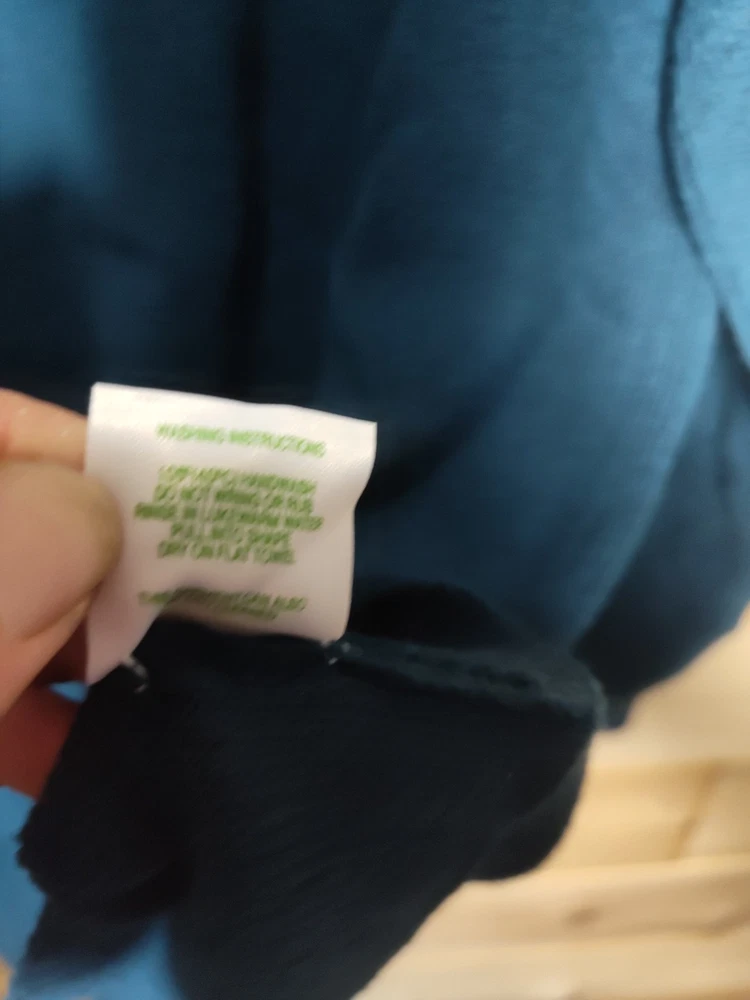 WASHING INSTRUCTIONS
HANDWASH
DO NOT WRING OR RUB
RINSE IN LUKEWARM WATER
PULL INTO SHAPE
DRY ON FLAT TOWEL
ALSO